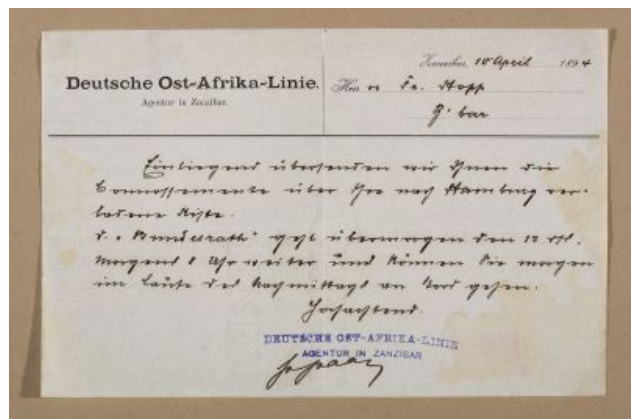 Deutsche Ost-Afrika-Linie.
Agentur in Zanzibar.
Zanzibar, 10 April 1894
Herrn Fr. Stopp
Z'bar
Einliegend übersenden wir Ihnen die
Connossemente über Ihre nach Hamburg ver-
ladene Kiste.
D. "Bundesrath" geht übermorgen den 12 dts.
Morgens 8 Uhr weiter und können Sie morgen
im Laufe des Nachmittags an Bord gehen.
Hochachtend.
DEUTSCHE OST-AFRIKA-LINIE
AGENTUR IN ZANZIBAR